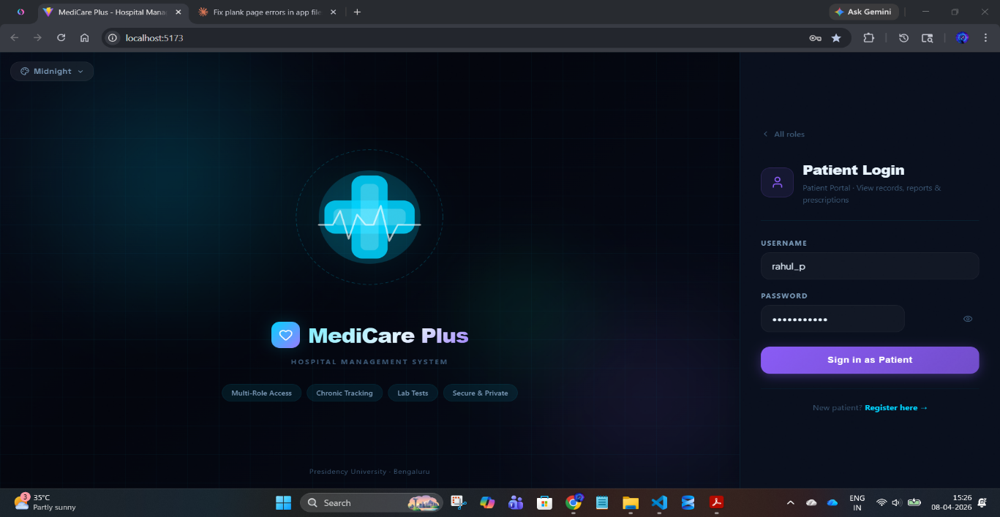 MediCare Plus - Hospital Mana
Fix plank page errors in app file
Ask Gemini
localhost:5173
Midnight
All roles
Patient Login
Patient Portal · View records, reports &
prescriptions
USERNAME
rahul_p
PASSWORD
•••••••••••
Sign in as Patient
New patient? Register here →
MediCare Plus
HOSPITAL MANAGEMENT SYSTEM
Multi-Role Access
Chronic Tracking
Lab Tests
Secure & Private
Presidency University · Bengaluru
3
35°C
Partly sunny
Search
ENG
IN
15:26
08-04-2026